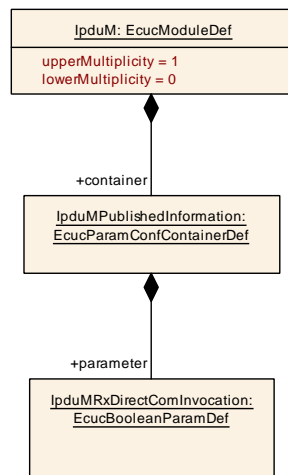 IpduM: EcucModuleDef
upperMultiplicity = 1
lowerMultiplicity = 0
+container
IpduMPublishedInformation:
EcucParamConfContainerDef
+parameter
IpduMRxDirectComInvocation:
EcucBooleanParamDef